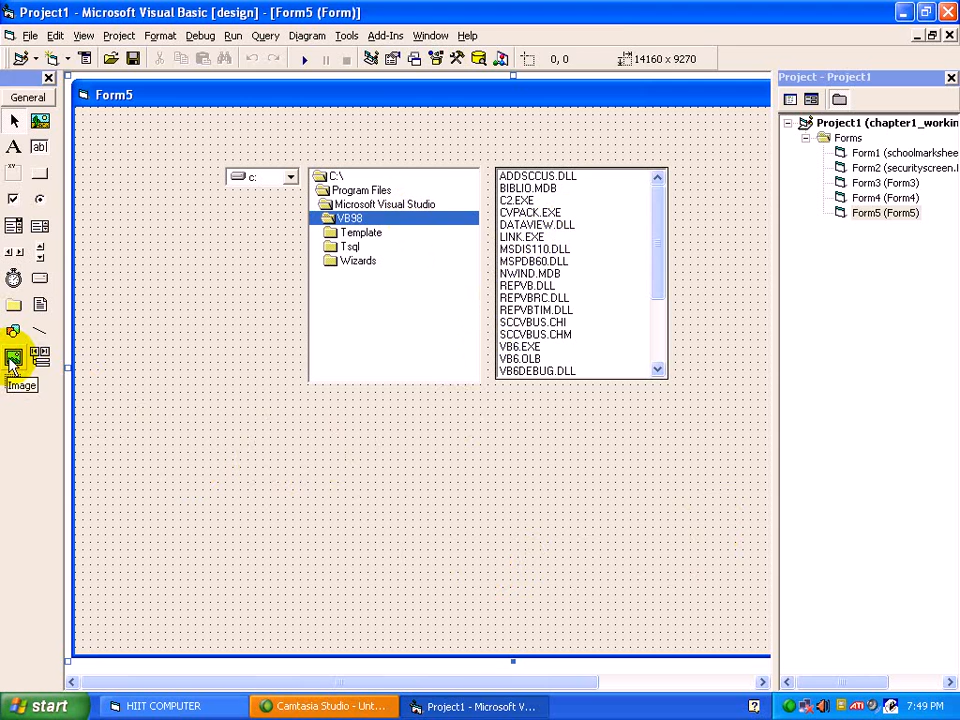 Project1 - Microsoft Visual Basic [design] - [Form5 (Form)]
File Edit View Project Format Debug Run Query Diagram Tools Add-Ins Window Help
0, 0 14160 x 9270
General
A ab|
XY
Image
Form5
c:
C:\
Program Files
Microsoft Visual Studio
VB98
Template
Tsql
Wizards
ADDSCCUS.DLL
BIBLIO.MDB
C2.EXE
CVPACK.EXE
DATAVIEW.DLL
LINK.EXE
MSDIS110.DLL
MSPDB60.DLL
NWIND.MDB
REPVB.DLL
REPVBRC.DLL
REPVBTIM.DLL
SCCVBUS.CHI
SCCVBUS.CHM
VB6.EXE
VB6.OLB
VB6DEBUG.DLL
Project - Project1
Project1 (chapter1_workin
Forms
Form1 (schoolmarkshee
Form2 (securityscreen.
Form3 (Form3)
Form4 (Form4)
Form5 (Form5)
start HIIT COMPUTER Camtasia Studio - Unt... Project1 - Microsoft V... ? ATI 7:49 PM